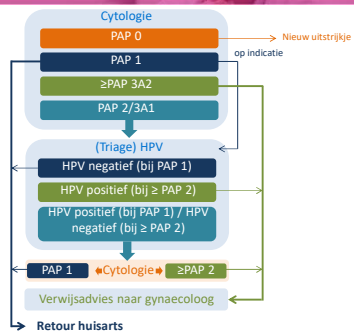 Cytologie
PAP 0
Nieuw uitstrijkje
PAP 1
op indicatie
≥PAP 3A2
PAP 2/3A1
(Triage) HPV
HPV negatief (bij PAP 1)
HPV positief (bij ≥ PAP 2)
HPV positief (bij PAP 1) / HPV
negatief (bij ≥ PAP 2)
PAP 1
Cytologie
≥PAP 2
Verwijsadvies naar gynaecoloog
Retour huisarts